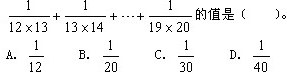 1/(12×13) + 1/(13×14) + ⋯ + 1/(19×20) 的值是（　　）。
A. 1/12　B. 1/20　C. 1/30　D. 1/40